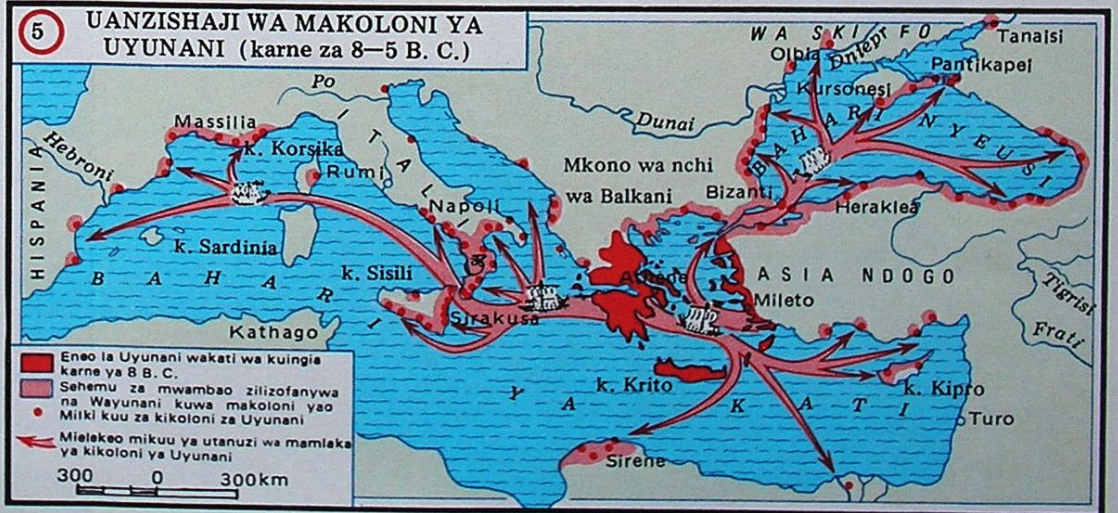 5
UANZISHAJI WA MAKOLONI YA
UYUNANI (karne za 8—5 B. C.)
WASKIFO
Tanaisi
Olbia
Dniepr
Pantikapei
Kursonesi
Po
Massilia
Dunai
BAHARI NYEUSI
ITALI
k. Korsika
Hebroni
Rumi
Mkono wa nchi
wa Balkani
Bizanti
Heraklea
Napoli
HISPANIA
k. Sardinia
k. Sisili
Athene
ASIA NDOGO
Mileto
Tigrisi
Frati
BAHARI YA KATI
Sirakusa
Kathago
k. Krito
k. Kipro
Turo
Sirene
Eneo la Uyunani wakati wa kuingia
karne ya 8 B. C.
Sehemu za mwambao zilizofanywa
na Wayunani kuwa makoloni yao
Milki kuu za kikoloni za Uyunani
Mielekeo mikuu ya utanuzi wa mamlaka
ya kikoloni ya Uyunani
300 0 300km